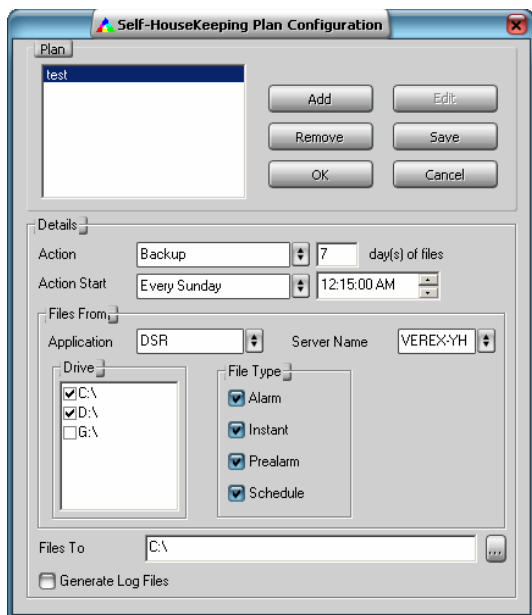 Self-HouseKeeping Plan Configuration
Plan
test
Add
Edit
Remove
Save
OK
Cancel
Details
Action
Backup
7
day(s) of files
Action Start
Every Sunday
12:15:00 AM
Files From
Application
DSR
Server Name
VEREX-YH
Drive
C:\
D:\
G:\
File Type
Alarm
Instant
Prealarm
Schedule
Files To
C:\
...
Generate Log Files